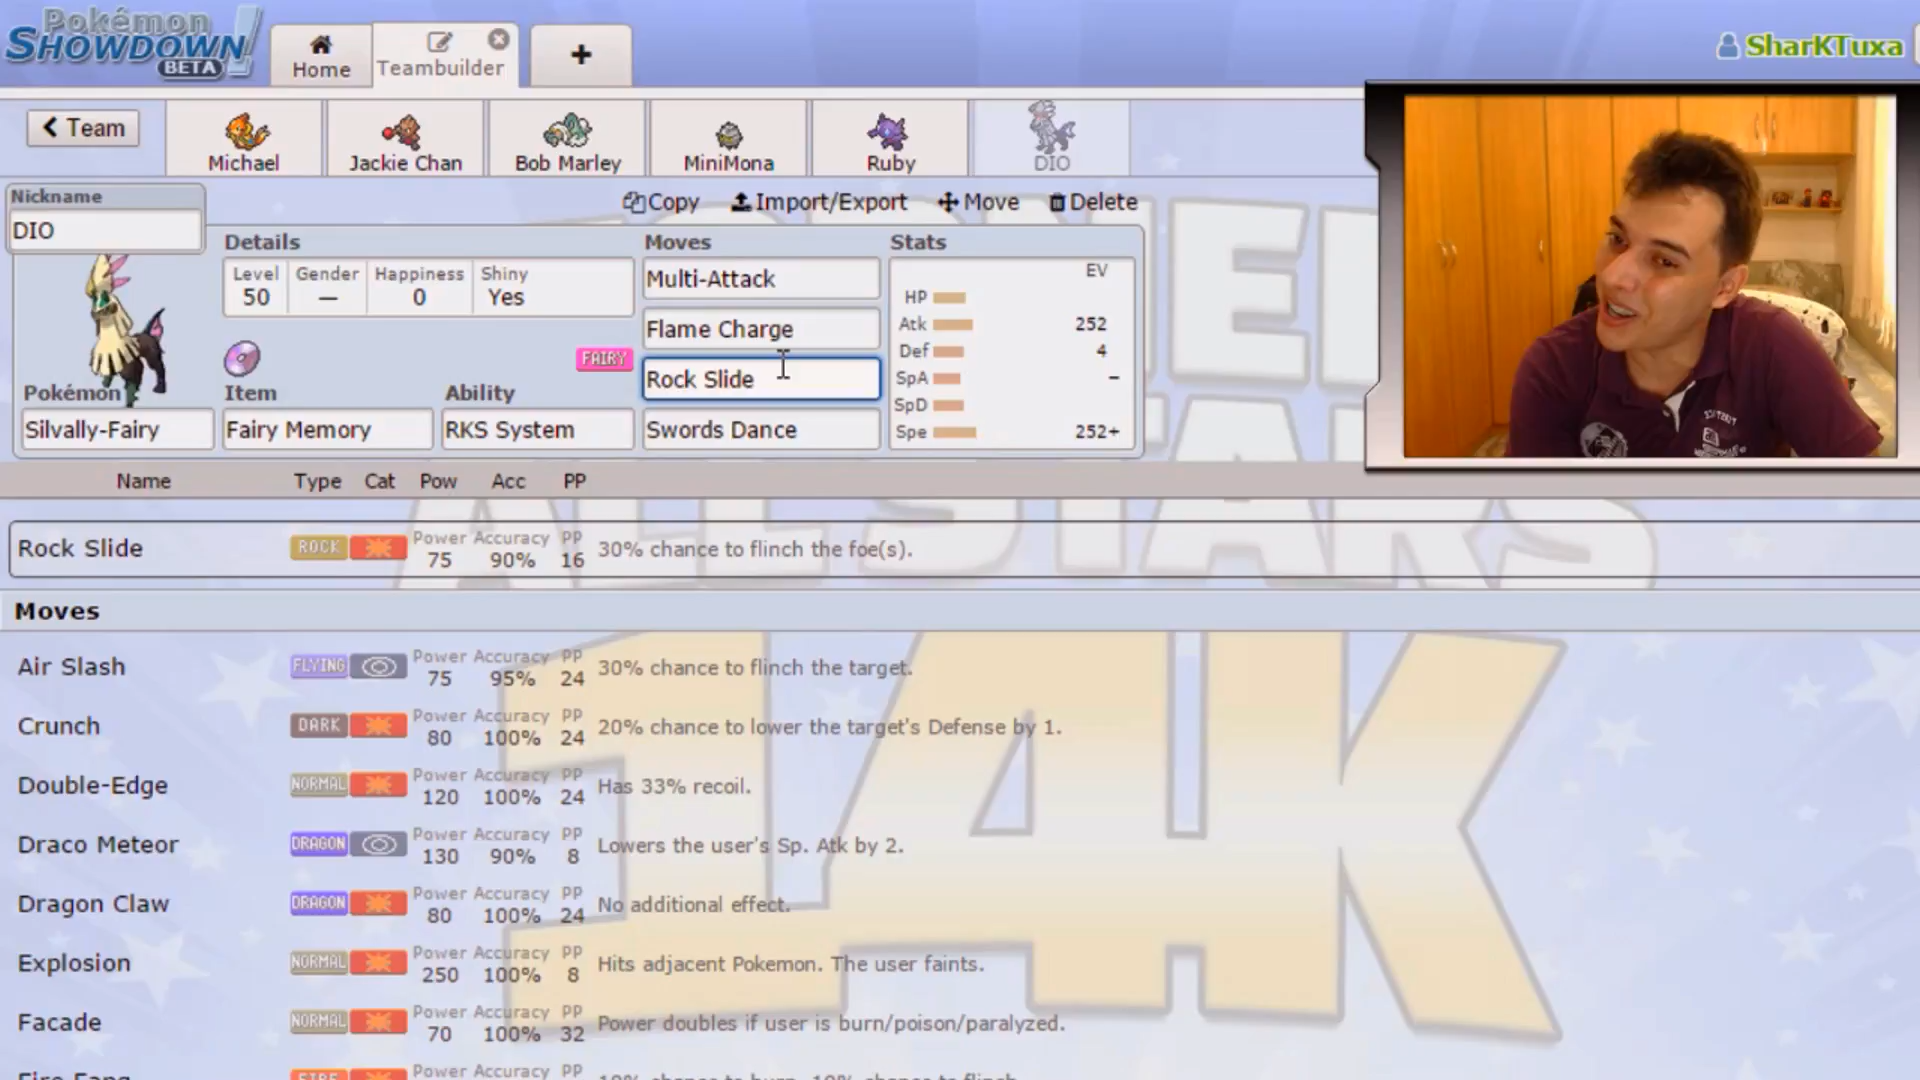 Pokémon
SHOWDOWN!
BETA
Home
Teambuilder
+
SharKTuxa
Team
Michael
Jackie Chan
Bob Marley
MiniMona
Ruby
DIO
Nickname
DIO
Copy
Import/Export
Move
Delete
Details
Level Gender Happiness Shiny
50 — 0 Yes
FAIRY
Pokémon
Item
Ability
Silvally-Fairy
Fairy Memory
RKS System
Moves
Multi-Attack
Flame Charge
Rock Slide
Swords Dance
Stats
EV
HP
Atk 252
Def 4
SpA –
SpD
Spe 252+
Name Type Cat Pow Acc PP
Rock Slide ROCK Power 75 Accuracy 90% PP 16 30% chance to flinch the foe(s).
Moves
Air Slash FLYING Power 75 Accuracy 95% PP 24 30% chance to flinch the target.
Crunch DARK Power 80 Accuracy 100% PP 24 20% chance to lower the target's Defense by 1.
Double-Edge NORMAL Power 120 Accuracy 100% PP 24 Has 33% recoil.
Draco Meteor DRAGON Power 130 Accuracy 90% PP 8 Lowers the user's Sp. Atk by 2.
Dragon Claw DRAGON Power 80 Accuracy 100% PP 24 No additional effect.
Explosion NORMAL Power 250 Accuracy 100% PP 8 Hits adjacent Pokemon. The user faints.
Facade NORMAL Power 70 Accuracy 100% PP 32 Power doubles if user is burn/poison/paralyzed.
ALLSTARS
14K